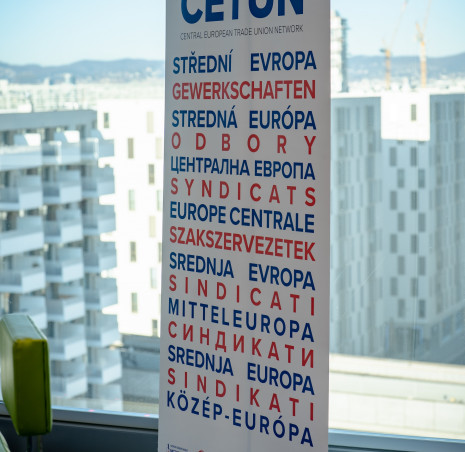 CETUN
CENTRAL EUROPEAN TRADE UNION NETWORK
STŘEDNÍ EVROPA
GEWERKSCHAFTEN
STREDNÁ EURÓPA
ODBORY
ЦЕНТРАЛНА ЕВРОПА
SYNDICATS
EUROPE CENTRALE
SZAKSZERVEZETEK
SREDNJA EVROPA
SINDICATI
MITTELEUROPA
СИНДИКАТИ
SREDNJA EUROPA
SINDIKATI
KÖZÉP-EURÓPA